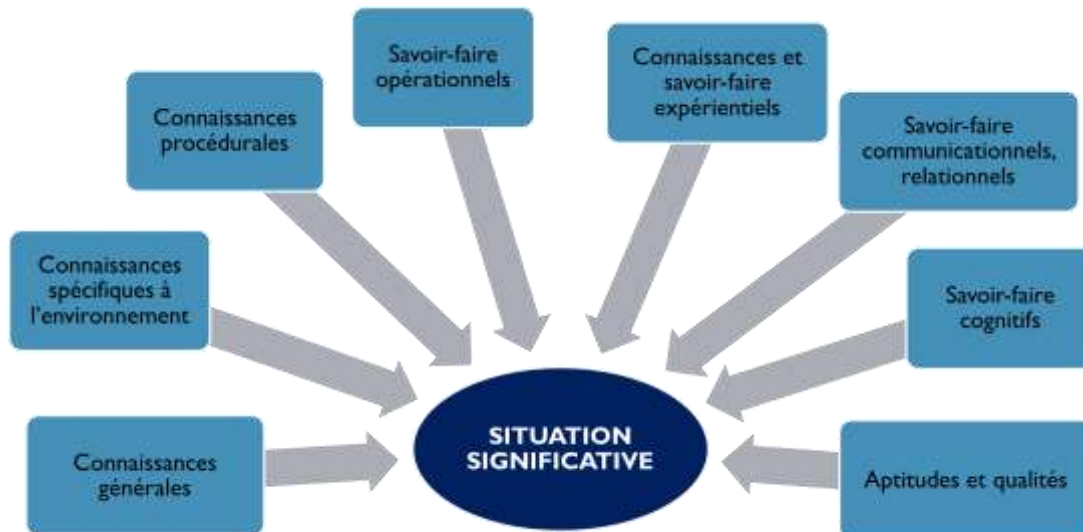 Savoir-faire
opérationnels
Connaissances et
savoir-faire
expérientiels
Connaissances
procédurales
Savoir-faire
communicationnels,
relationnels
Connaissances
spécifiques à
l'environnement
Savoir-faire
cognitifs
SITUATION
SIGNIFICATIVE
Connaissances
générales
Aptitudes et qualités